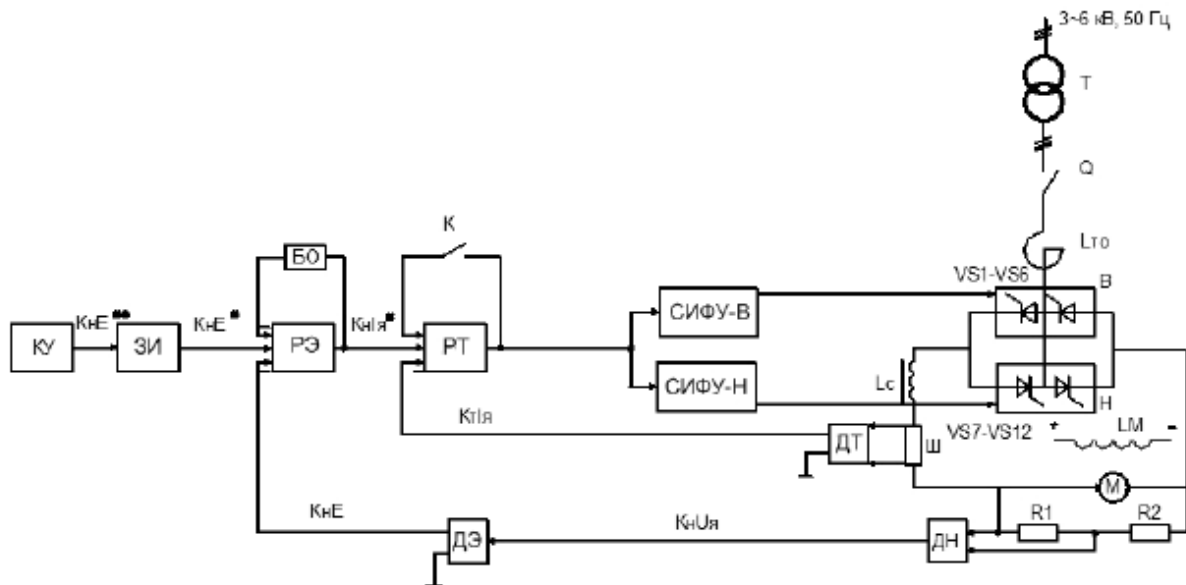 3~6 кВ, 50 Гц
T
Q
LTO
К
VS1-VS6
В
БО
КнЕ**
КнЕ*
КнIя*
КУ
ЗИ
РЭ
РТ
СИФУ-В
СИФУ-Н
Lc
Н
КтIя
VS7-VS12
ДТ
Ш
+
LM
-
М
КнЕ
КнUя
R1
R2
ДЭ
ДН